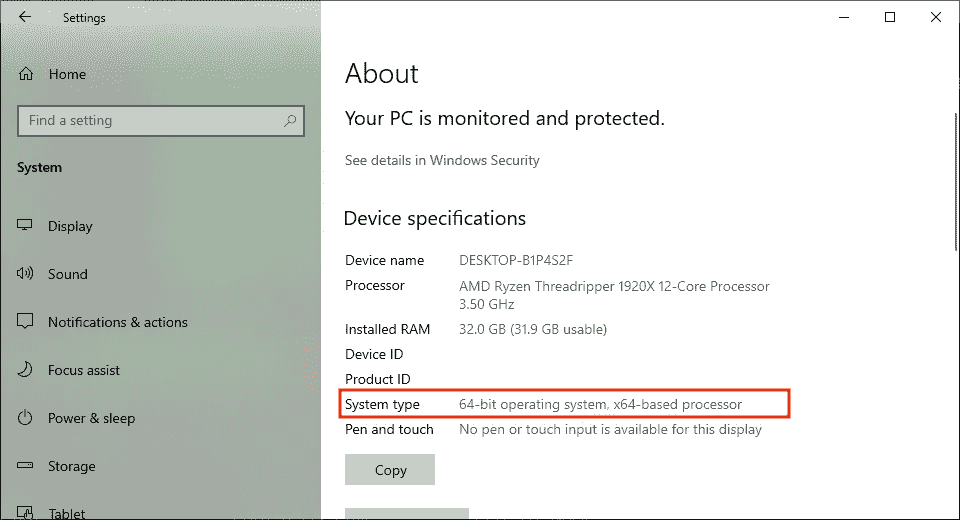 Settings
Home
Find a setting
System
Display
Sound
Notifications & actions
Focus assist
Power & sleep
Storage
Tablet
About
Your PC is monitored and protected.
See details in Windows Security
Device specifications
Device name DESKTOP-B1P4S2F
Processor AMD Ryzen Threadripper 1920X 12-Core Processor
3.50 GHz
Installed RAM 32.0 GB (31.9 GB usable)
Device ID
Product ID
System type 64-bit operating system, x64-based processor
Pen and touch No pen or touch input is available for this display
Copy